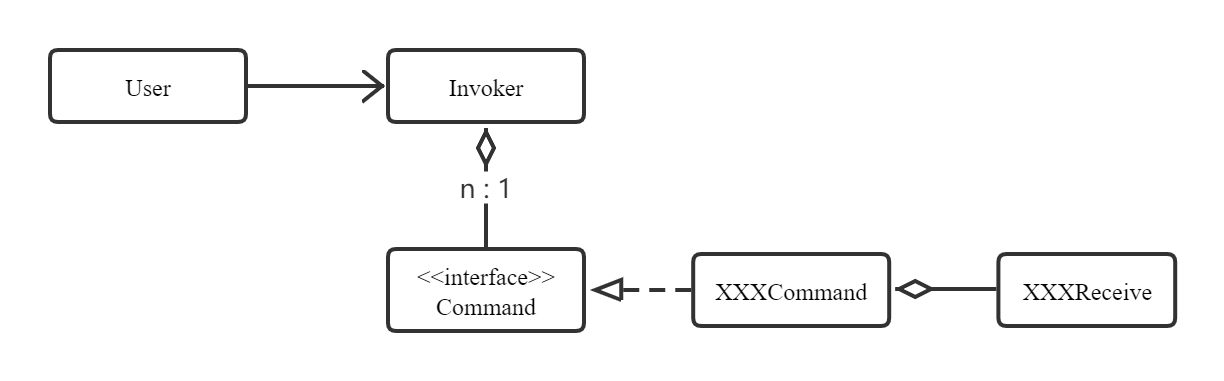 User
Invoker
n : 1
<<interface>>
Command
XXXCommand
XXXReceive